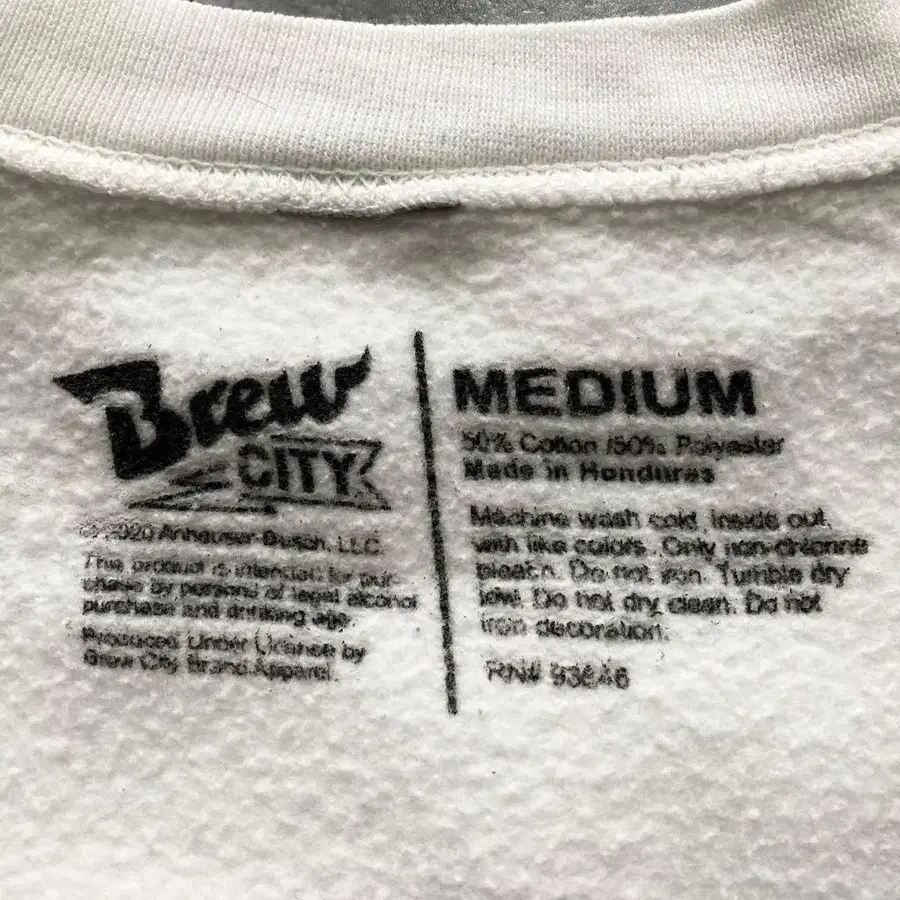 Brew
CITY
© 2020 Anheuser-Busch, LLC.
This product is intended for pur-
chase by persons of legal alcohol
purchase and drinking age.
Produced Under License by
Brew City Brand Apparel.
MEDIUM
50% Cotton /50% Polyester
Made in Honduras
Machine wash cold, inside out,
with like colors. Only non-chlorine
bleach. Do not iron. Tumble dry
low. Do not dry clean. Do not
iron decoration.
RN#